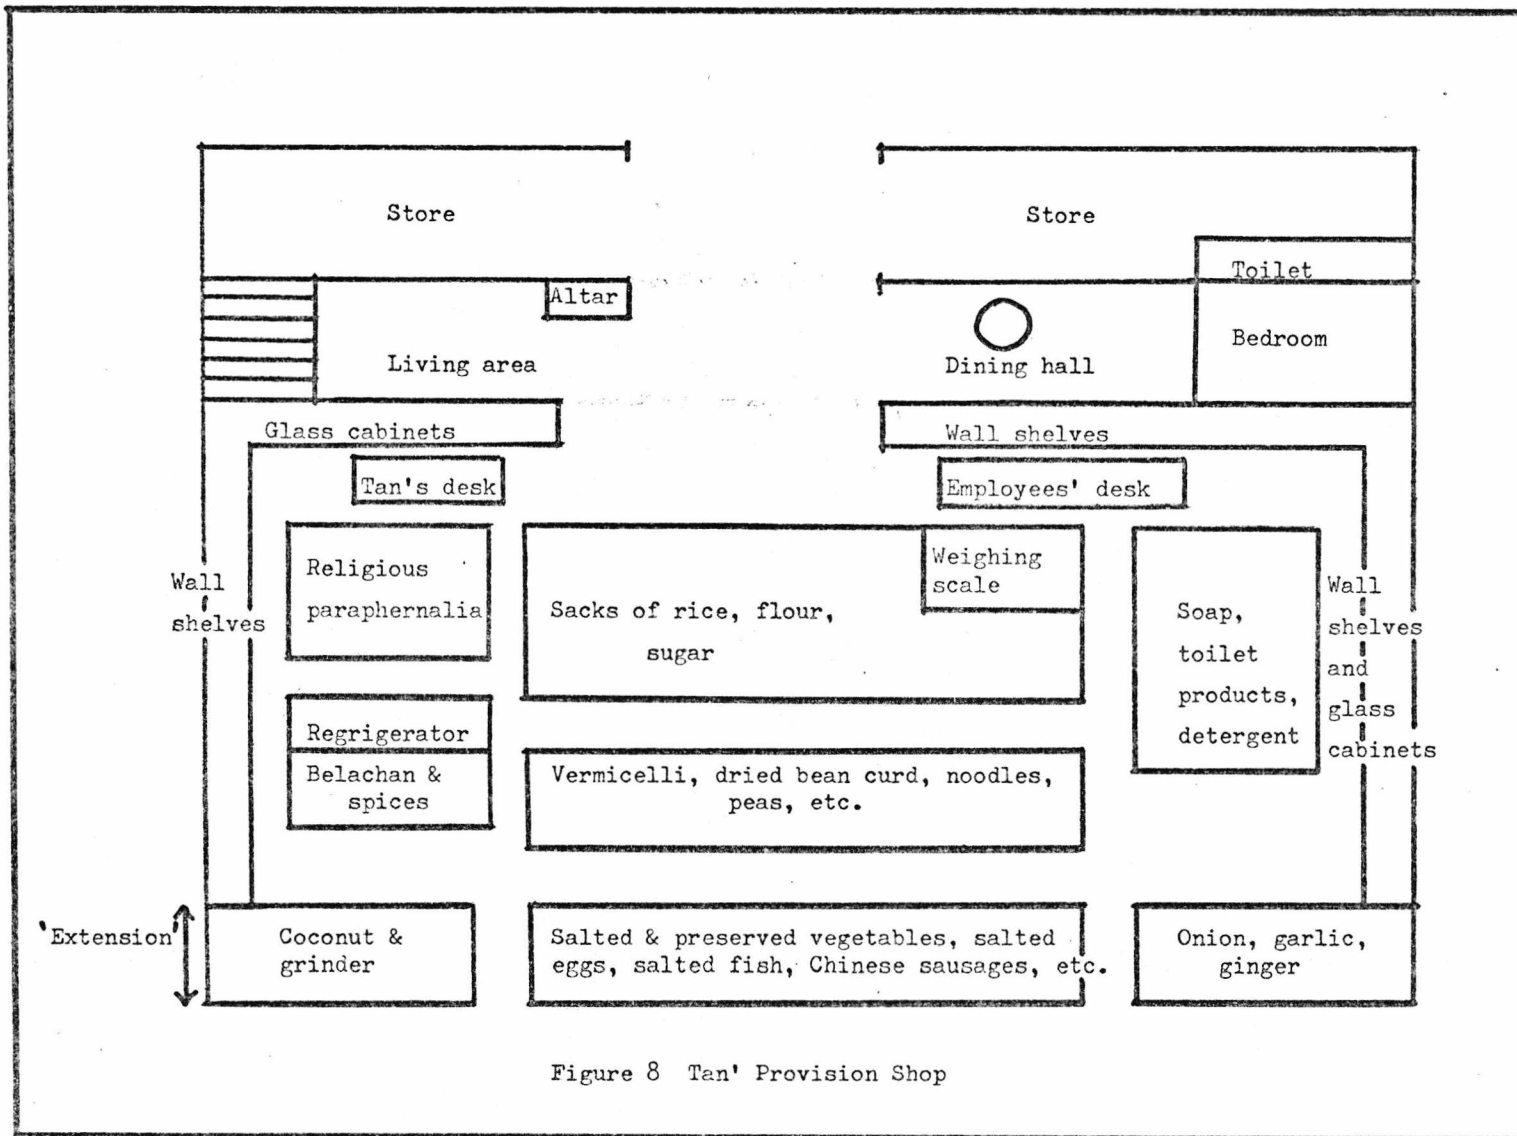 Store
Store
Toilet
Altar
Bedroom
Living area
Dining hall
Glass cabinets
Wall shelves
Tan's desk
Employees' desk
Wall
shelves
Religious
paraphernalia
Sacks of rice, flour,
sugar
Weighing
scale
Soap,
toilet
products,
detergent
Wall
shelves
and
glass
cabinets
Regrigerator
Belachan &
spices
Vermicelli, dried bean curd, noodles,
peas, etc.
'Extension'
Coconut &
grinder
Salted & preserved vegetables, salted
eggs, salted fish, Chinese sausages, etc.
Onion, garlic,
ginger
Figure 8 Tan' Provision Shop